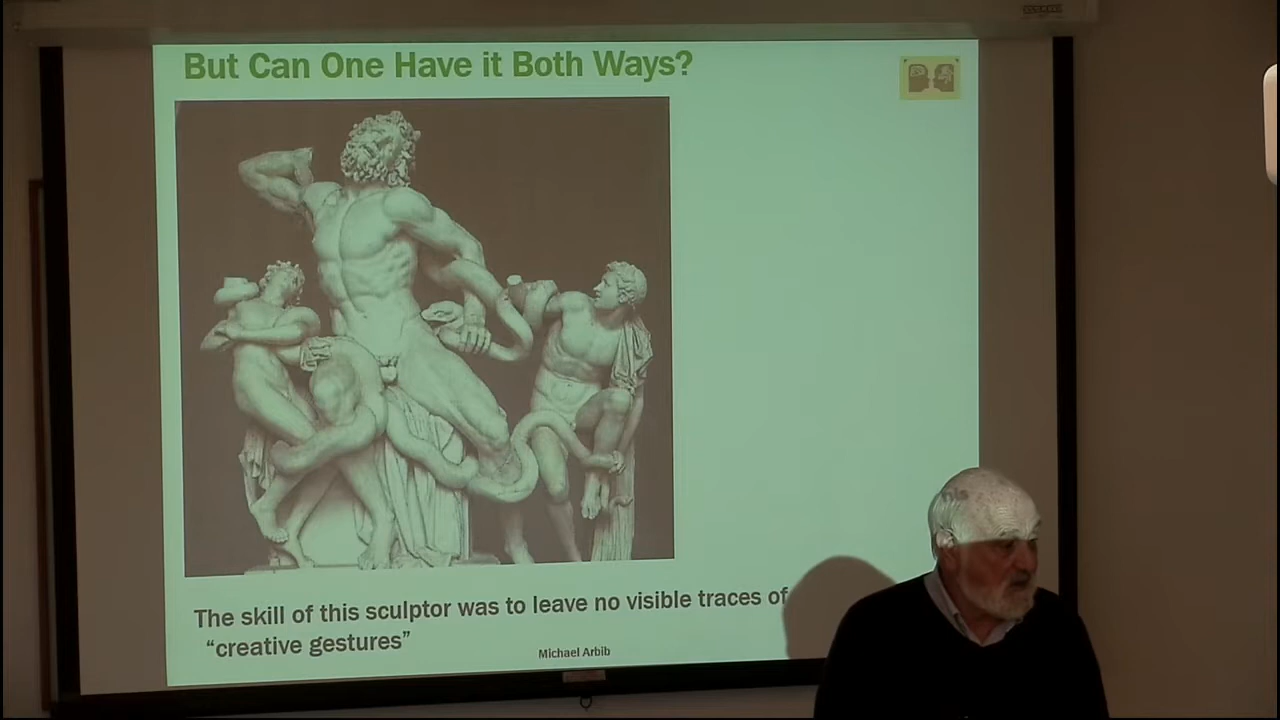 But Can One Have it Both Ways?
The skill of this sculptor was to leave no visible traces of
“creative gestures”
Michael Arbib